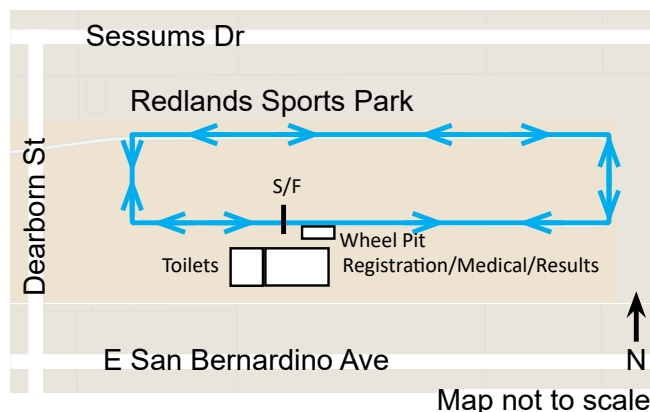 Sessums Dr
Redlands Sports Park
Dearborn St
S/F
Wheel Pit
Toilets
Registration/Medical/Results
E San Bernardino Ave
N
Map not to scale